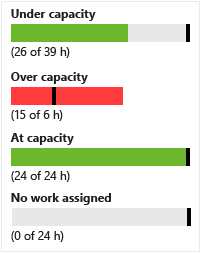 Under capacity
(26 of 39 h)
Over capacity
(15 of 6 h)
At capacity
(24 of 24 h)
No work assigned
(0 of 24 h)